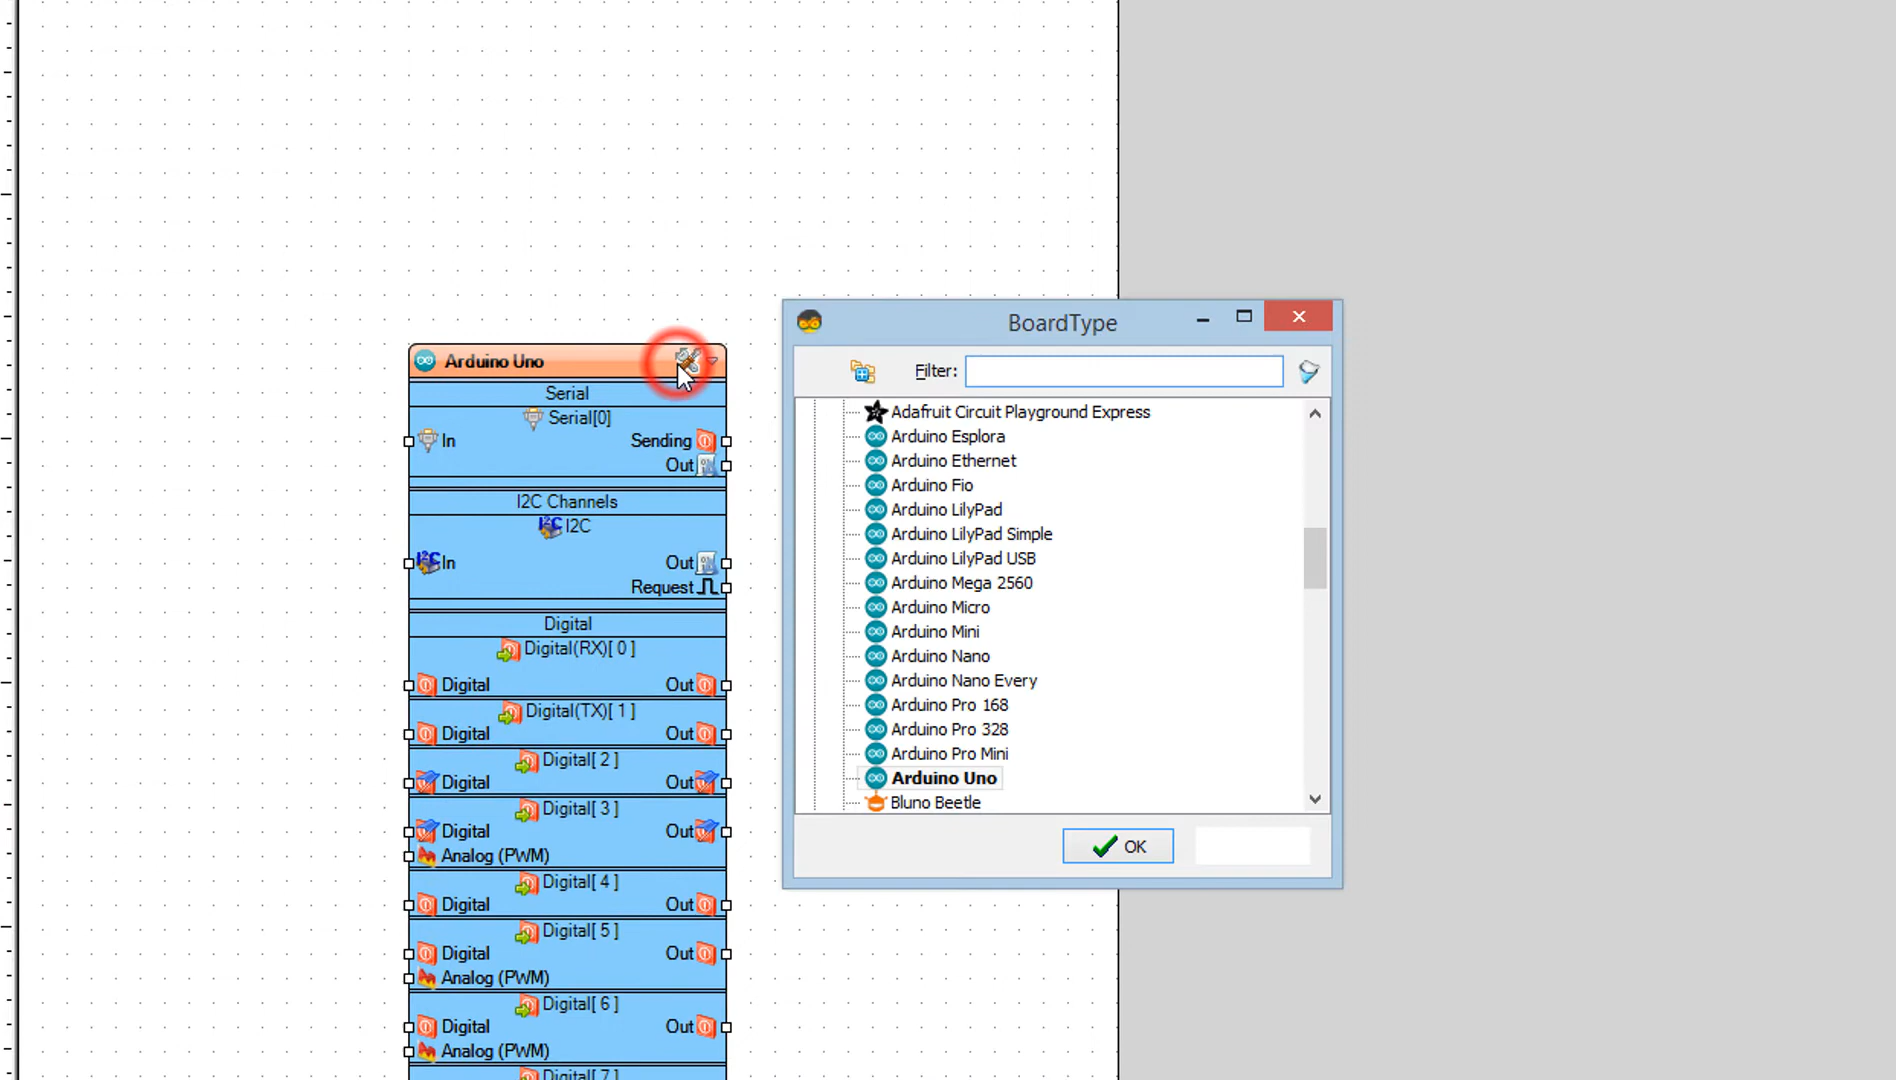 Arduino Uno
Serial
Serial[0]
In
Sending
Out
I2C Channels
I2C
I2C
In
Out
Request
Digital
Digital(RX)[ 0 ]
Digital
Out
Digital(TX)[ 1 ]
Digital
Out
Digital[ 2 ]
Digital
Out
Digital[ 3 ]
Digital
Out
Analog (PWM)
Digital[ 4 ]
Digital
Out
Digital[ 5 ]
Digital
Out
Analog (PWM)
Digital[ 6 ]
Digital
Out
Analog (PWM)
Digital[ 7 ]
BoardType
Filter:
Adafruit Circuit Playground Express
Arduino Esplora
Arduino Ethernet
Arduino Fio
Arduino LilyPad
Arduino LilyPad Simple
Arduino LilyPad USB
Arduino Mega 2560
Arduino Micro
Arduino Mini
Arduino Nano
Arduino Nano Every
Arduino Pro 168
Arduino Pro 328
Arduino Pro Mini
Arduino Uno
Bluno Beetle
OK